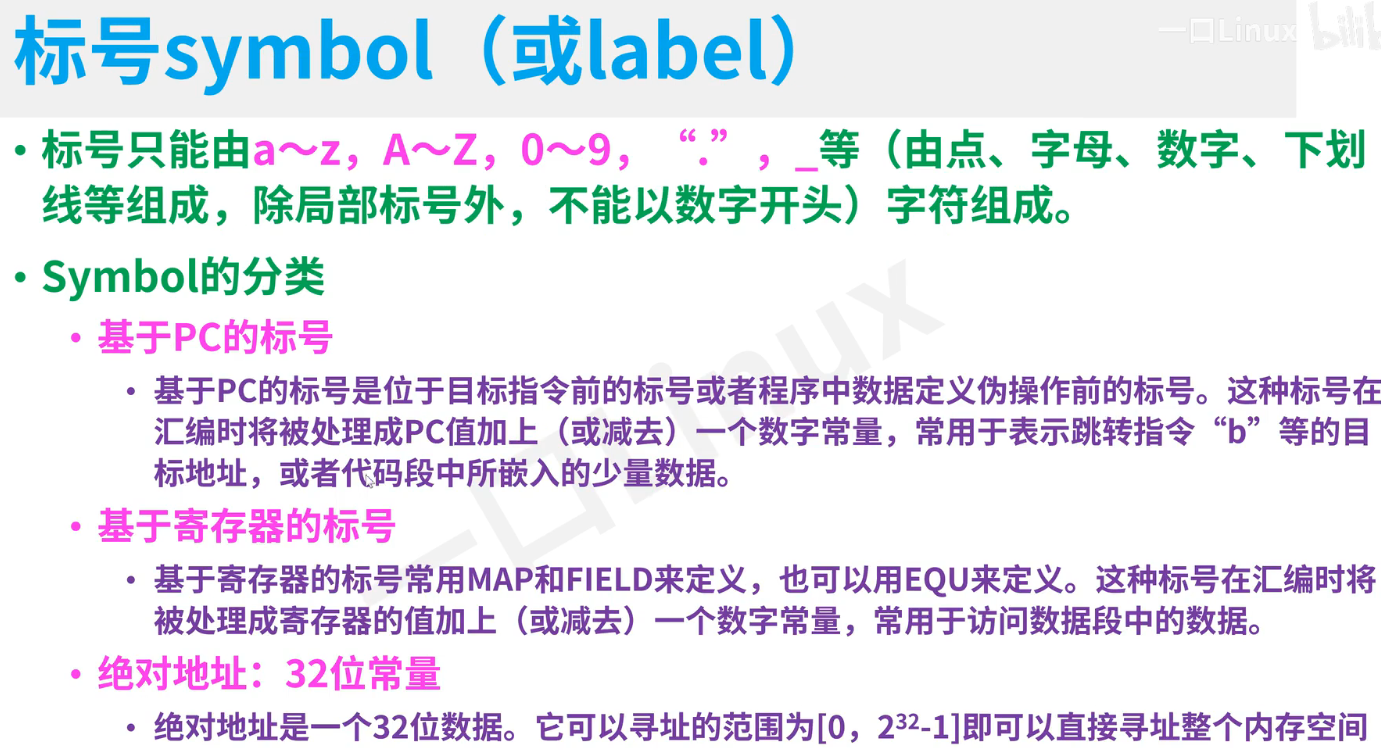 标号symbol（或label）
一口Linux
bilibili
• 标号只能由a～z，A～Z，0～9，“.”，_等（由点、字母、数字、下划
线等组成，除局部标号外，不能以数字开头）字符组成。
• Symbol的分类
• 基于PC的标号
• 基于PC的标号是位于目标指令前的标号或者程序中数据定义伪操作前的标号。这种标号在
汇编时将被处理成PC值加上（或减去）一个数字常量，常用于表示跳转指令“b”等的目
标地址，或者代码段中所嵌入的少量数据。
• 基于寄存器的标号
• 基于寄存器的标号常用MAP和FIELD来定义，也可以用EQU来定义。这种标号在汇编时将
被处理成寄存器的值加上（或减去）一个数字常量，常用于访问数据段中的数据。
• 绝对地址：32位常量
• 绝对地址是一个32位数据。它可以寻址的范围为[0，2³²-1]即可以直接寻址整个内存空间
一口Linux